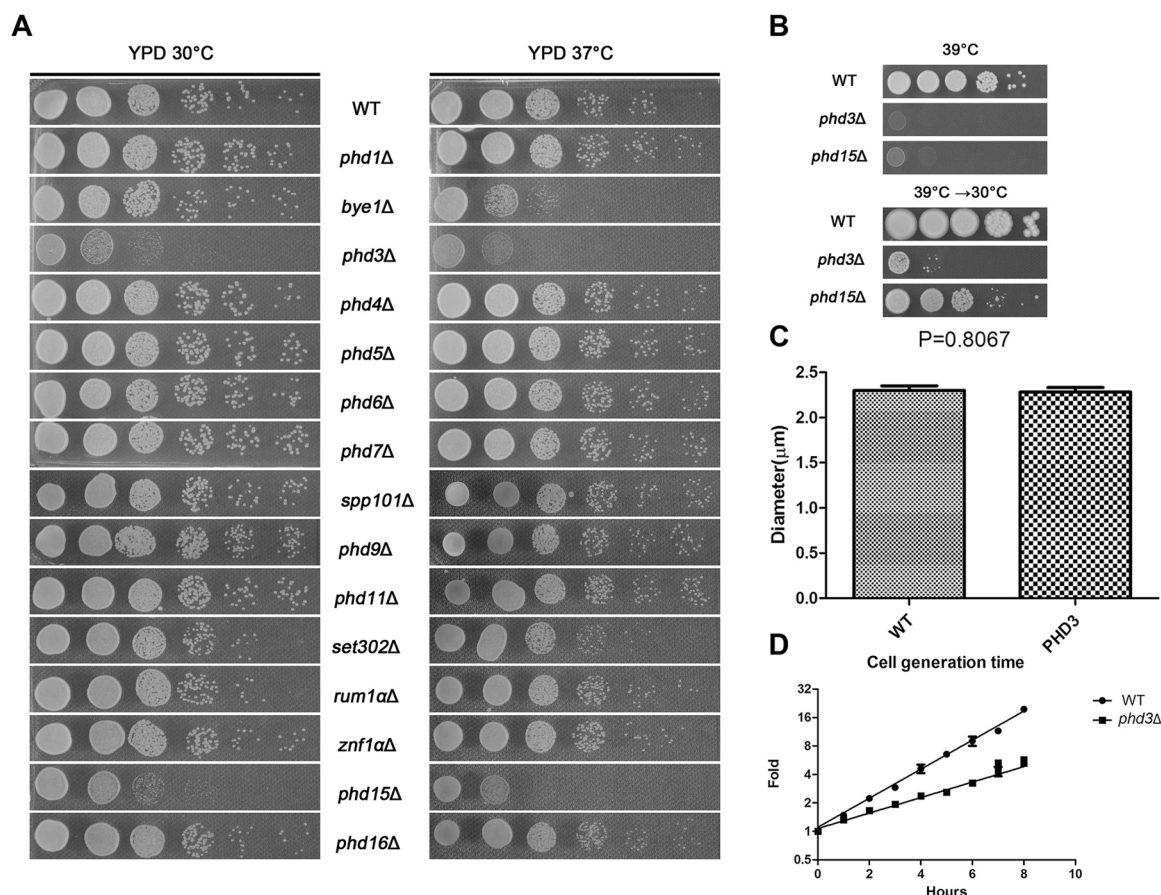 A
YPD 30°C
YPD 37°C
WT
phd1Δ
bye1Δ
phd3Δ
phd4Δ
phd5Δ
phd6Δ
phd7Δ
spp101Δ
phd9Δ
phd11Δ
set302Δ
rum1αΔ
znf1αΔ
phd15Δ
phd16Δ
B
39°C
WT
phd3Δ
phd15Δ
39°C →30°C
WT
phd3Δ
phd15Δ
C
P=0.8067
Diameter(μm)
2.5
2.0
1.5
1.0
0.5
0.0
WT
PHD3
D
Cell generation time
Fold
32
16
8
4
2
1
0.5
0 2 4 6 8 10
Hours
WT
phd3Δ